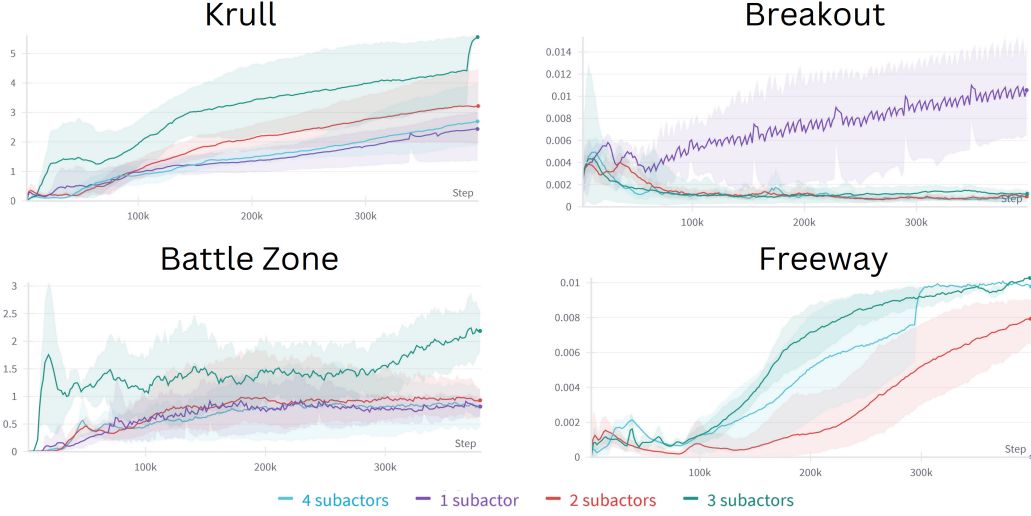 Krull
5
4
3
2
1
0
100k
200k
300k
Step
Breakout
0.014
0.012
0.01
0.008
0.006
0.004
0.002
0
100k
200k
300k
Step
Battle Zone
3
2.5
2
1.5
1
0.5
0
100k
200k
300k
Step
Freeway
0.01
0.008
0.006
0.004
0.002
0
100k
200k
300k
Step
4 subactors 1 subactor 2 subactors 3 subactors